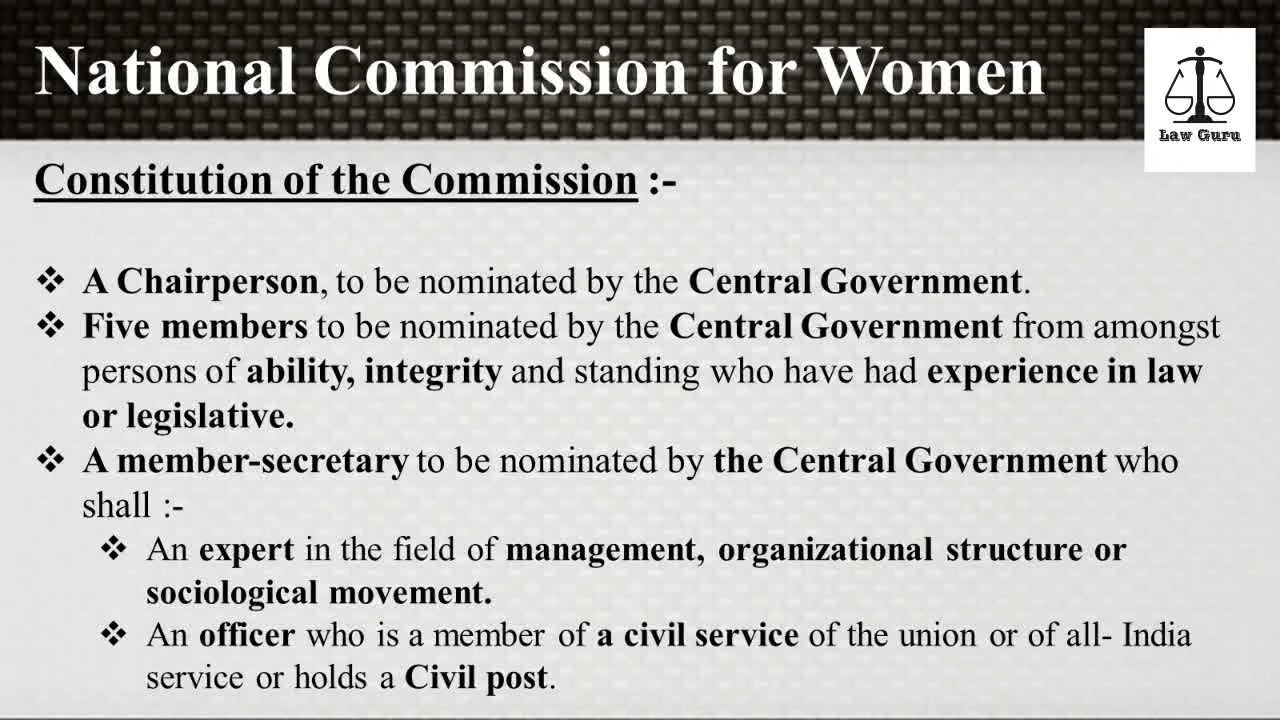 National Commission for Women
Law Guru
Constitution of the Commission :-
❖ A Chairperson, to be nominated by the Central Government.
❖ Five members to be nominated by the Central Government from amongst
persons of ability, integrity and standing who have had experience in law
or legislative.
❖ A member-secretary to be nominated by the Central Government who
shall :-
❖ An expert in the field of management, organizational structure or
sociological movement.
❖ An officer who is a member of a civil service of the union or of all- India
service or holds a Civil post.